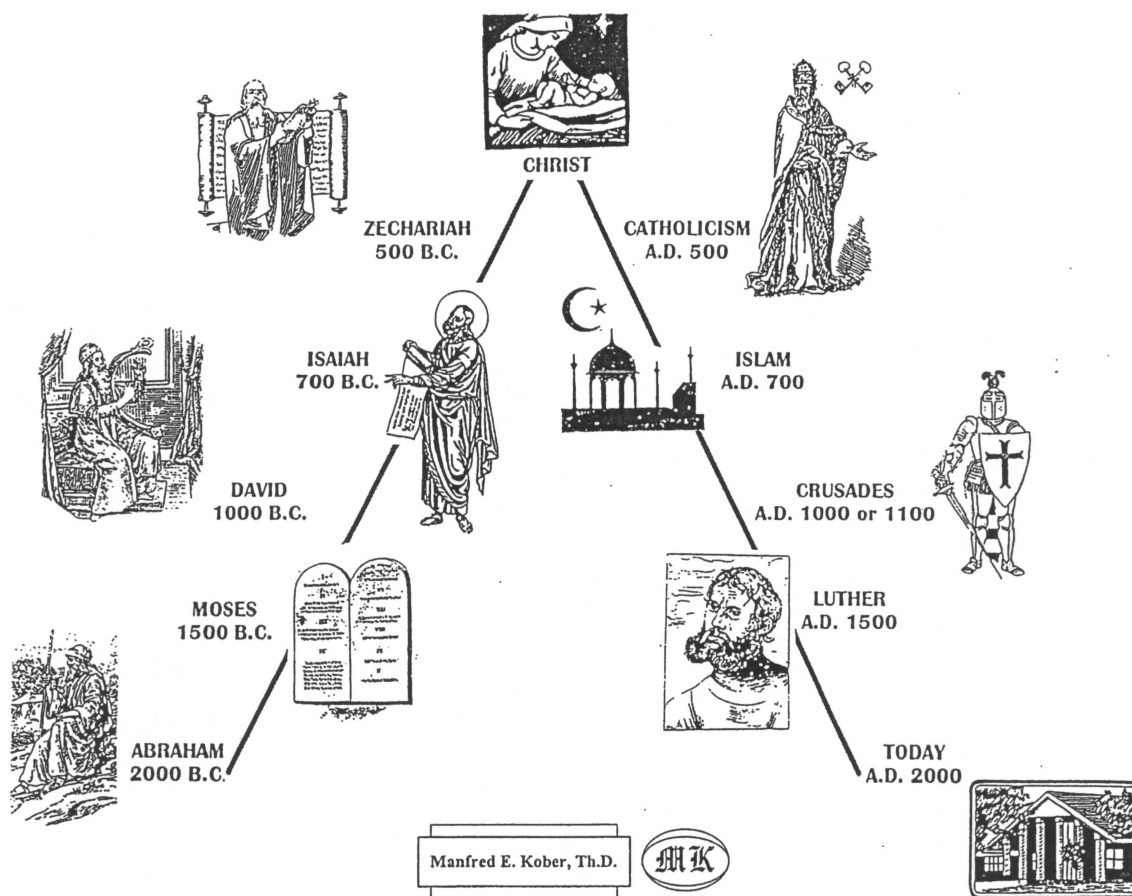 CHRIST
ZECHARIAH
500 B.C.
CATHOLICISM
A.D. 500
ISAIAH
700 B.C.
ISLAM
A.D. 700
DAVID
1000 B.C.
CRUSADES
A.D. 1000 or 1100
MOSES
1500 B.C.
LUTHER
A.D. 1500
ABRAHAM
2000 B.C.
TODAY
A.D. 2000
Manfred E. Kober, Th.D.
MK